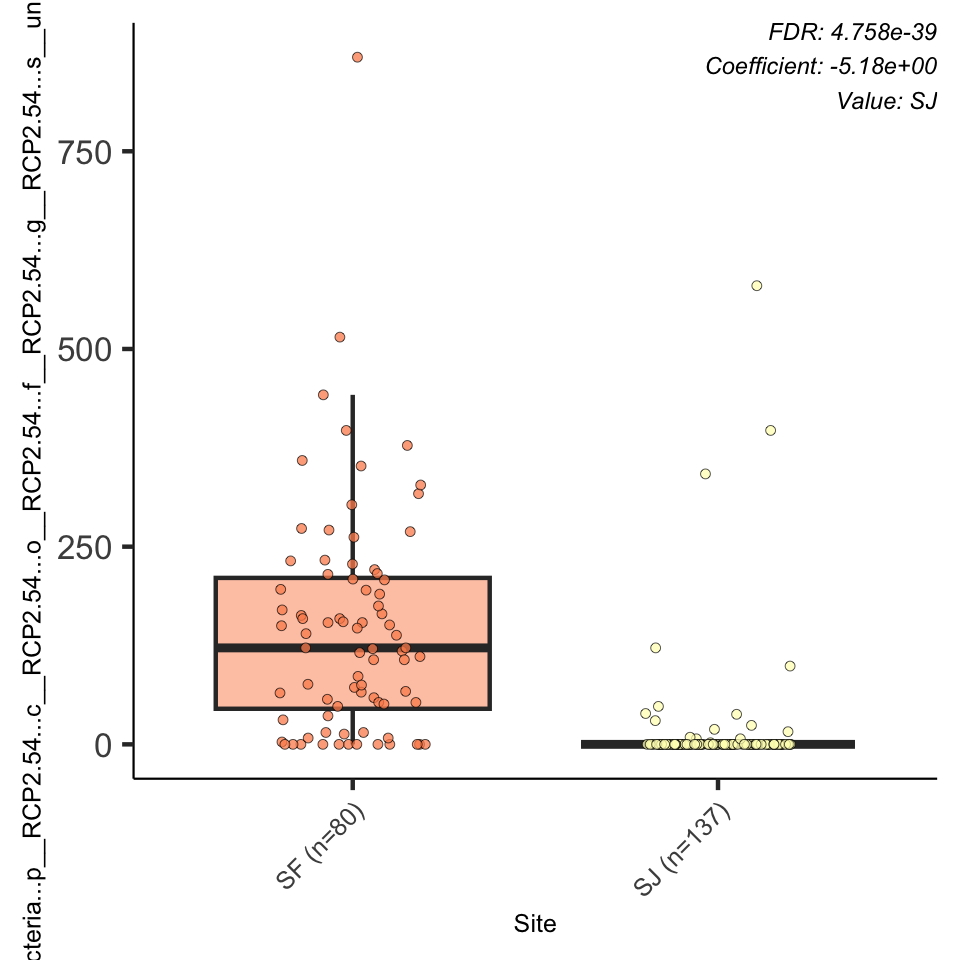 FDR: 4.758e-39
Coefficient: -5.18e+00
Value: SJ
cteria...p__RCP2.54...c__RCP2.54...o__RCP2.54...f__RCP2.54...g__RCP2.54...s__un
750
500
250
0
SF (n=80)
SJ (n=137)
Site